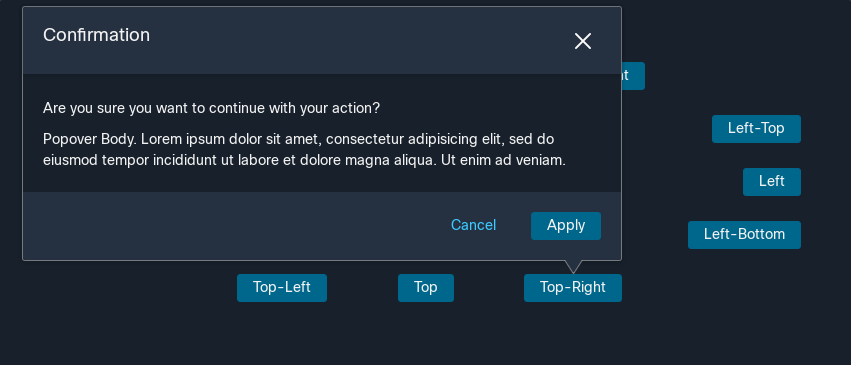 Confirmation
Are you sure you want to continue with your action?
Popover Body. Lorem ipsum dolor sit amet, consectetur adipisicing elit, sed do
eiusmod tempor incididunt ut labore et dolore magna aliqua. Ut enim ad veniam.
Cancel
Apply
Left-Top
Left
Left-Bottom
Top-Left
Top
Top-Right